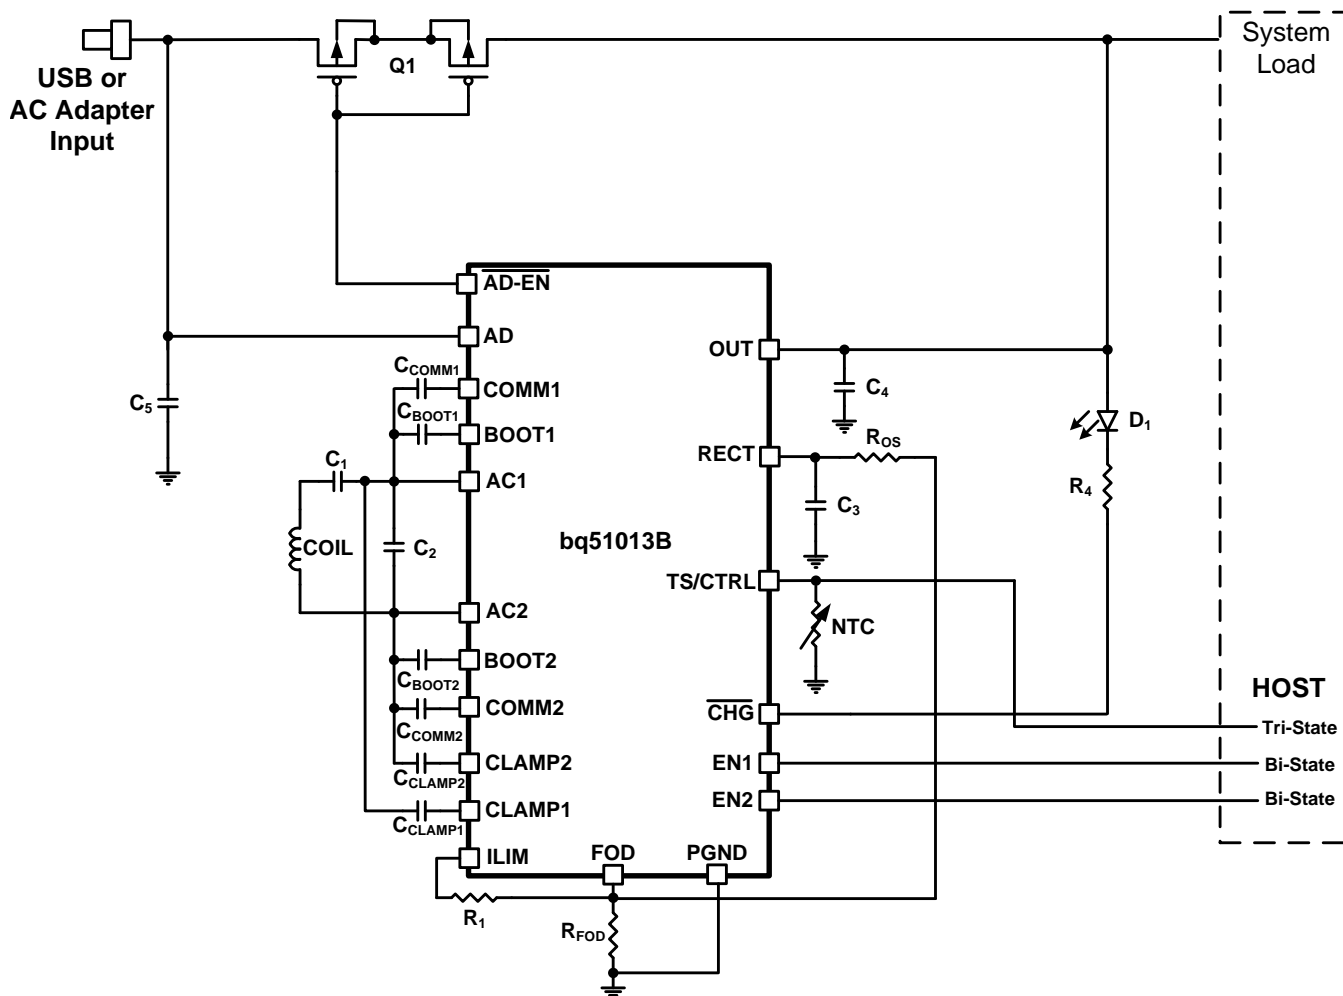 System
Load
USB or
AC Adapter
Input
Q1
AD-EN
AD
OUT
C5
CCOMM1
COMM1
C4
CBOOT1
BOOT1
D1
ROS
RECT
C1
AC1
R4
C3
COIL
C2
bq51013B
TS/CTRL
AC2
NTC
BOOT2
CBOOT2
HOST
COMM2
CHG
Tri-State
CCOMM2
CLAMP2
EN1
Bi-State
CCLAMP2
EN2
Bi-State
CLAMP1
CCLAMP1
ILIM
FOD
PGND
R1
RFOD